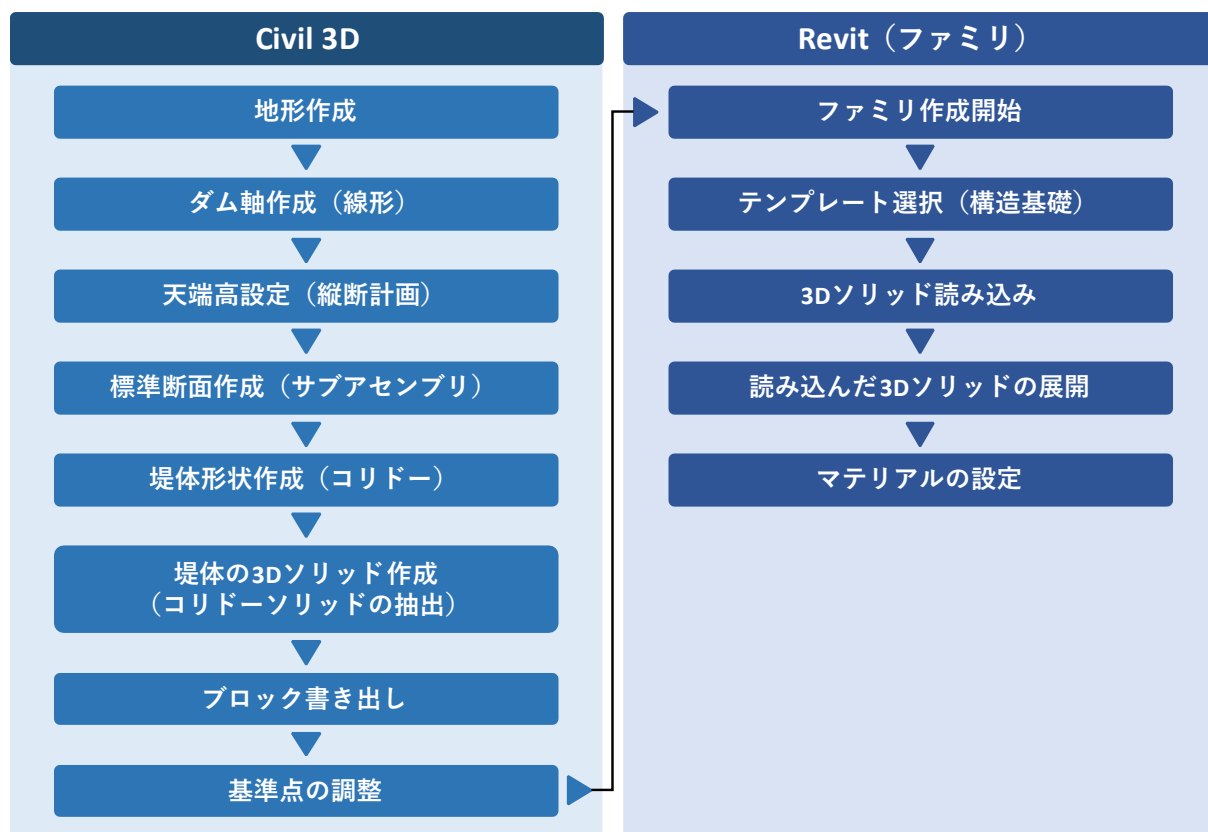 Civil 3D
地形作成
ダム軸作成（線形）
天端高設定（縦断計画）
標準断面作成（サブアセンブリ）
堤体形状作成（コリドー）
堤体の3Dソリッド作成
（コリドーソリッドの抽出）
ブロック書き出し
基準点の調整
Revit（ファミリ）
ファミリ作成開始
テンプレート選択（構造基礎）
3Dソリッド読み込み
読み込んだ3Dソリッドの展開
マテリアルの設定